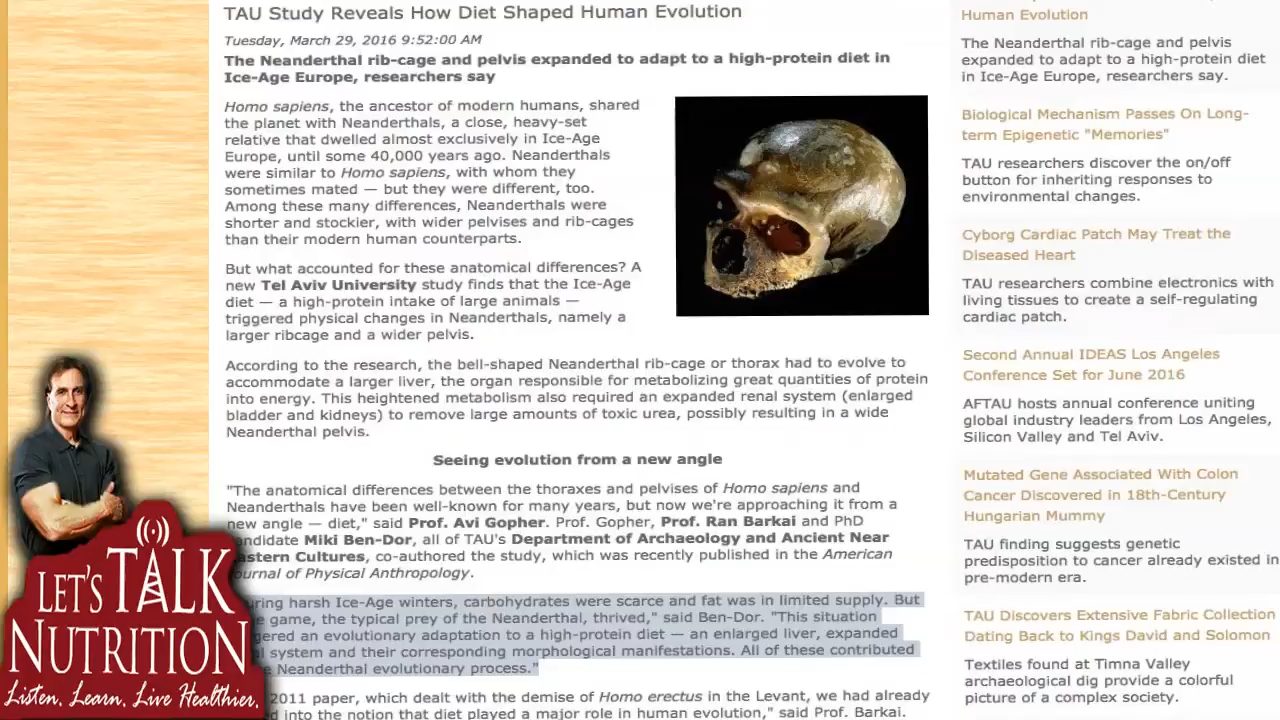 TAU Study Reveals How Diet Shaped Human Evolution
Tuesday, March 29, 2016 9:52:00 AM
The Neanderthal rib-cage and pelvis expanded to adapt to a high-protein diet in
Ice-Age Europe, researchers say
Homo sapiens, the ancestor of modern humans, shared
the planet with Neanderthals, a close, heavy-set
relative that dwelled almost exclusively in Ice-Age
Europe, until some 40,000 years ago. Neanderthals
were similar to Homo sapiens, with whom they
sometimes mated — but they were different, too.
Among these many differences, Neanderthals were
shorter and stockier, with wider pelvises and rib-cages
than their modern human counterparts.
But what accounted for these anatomical differences? A
new Tel Aviv University study finds that the Ice-Age
diet — a high-protein intake of large animals —
triggered physical changes in Neanderthals, namely a
larger ribcage and a wider pelvis.
According to the research, the bell-shaped Neanderthal rib-cage or thorax had to evolve to
accommodate a larger liver, the organ responsible for metabolizing great quantities of protein
into energy. This heightened metabolism also required an expanded renal system (enlarged
bladder and kidneys) to remove large amounts of toxic urea, possibly resulting in a wide
Neanderthal pelvis.
Seeing evolution from a new angle
"The anatomical differences between the thoraxes and pelvises of Homo sapiens and
Neanderthals have been well-known for many years, but now we're approaching it from a
new angle — diet," said Prof. Avi Gopher. Prof. Gopher, Prof. Ran Barkai and PhD
andidate Miki Ben-Dor, all of TAU's Department of Archaeology and Ancient Near
astern Cultures, co-authored the study, which was recently published in the American
ournal of Physical Anthropology.
uring harsh Ice-Age winters, carbohydrates were scarce and fat was in limited supply. But
e game, the typical prey of the Neanderthal, thrived," said Ben-Dor. "This situation
gered an evolutionary adaptation to a high-protein diet — an enlarged liver, expanded
l system and their corresponding morphological manifestations. All of these contributed
e Neanderthal evolutionary process."
2011 paper, which dealt with the demise of Homo erectus in the Levant, we had already
ed into the notion that diet played a major role in human evolution," said Prof. Barkai.
Human Evolution
The Neanderthal rib-cage and pelvis
expanded to adapt to a high-protein diet
in Ice-Age Europe, researchers say.
Biological Mechanism Passes On Long-
term Epigenetic "Memories"
TAU researchers discover the on/off
button for inheriting responses to
environmental changes.
Cyborg Cardiac Patch May Treat the
Diseased Heart
TAU researchers combine electronics with
living tissues to create a self-regulating
cardiac patch.
Second Annual IDEAS Los Angeles
Conference Set for June 2016
AFTAU hosts annual conference uniting
global industry leaders from Los Angeles,
Silicon Valley and Tel Aviv.
Mutated Gene Associated With Colon
Cancer Discovered in 18th-Century
Hungarian Mummy
TAU finding suggests genetic
predisposition to cancer already existed in
pre-modern era.
TAU Discovers Extensive Fabric Collection
Dating Back to Kings David and Solomon
Textiles found at Timna Valley
archaeological dig provide a colorful
picture of a complex society.
LET'S TALK
NUTRITION
Listen. Learn. Live Healthier.